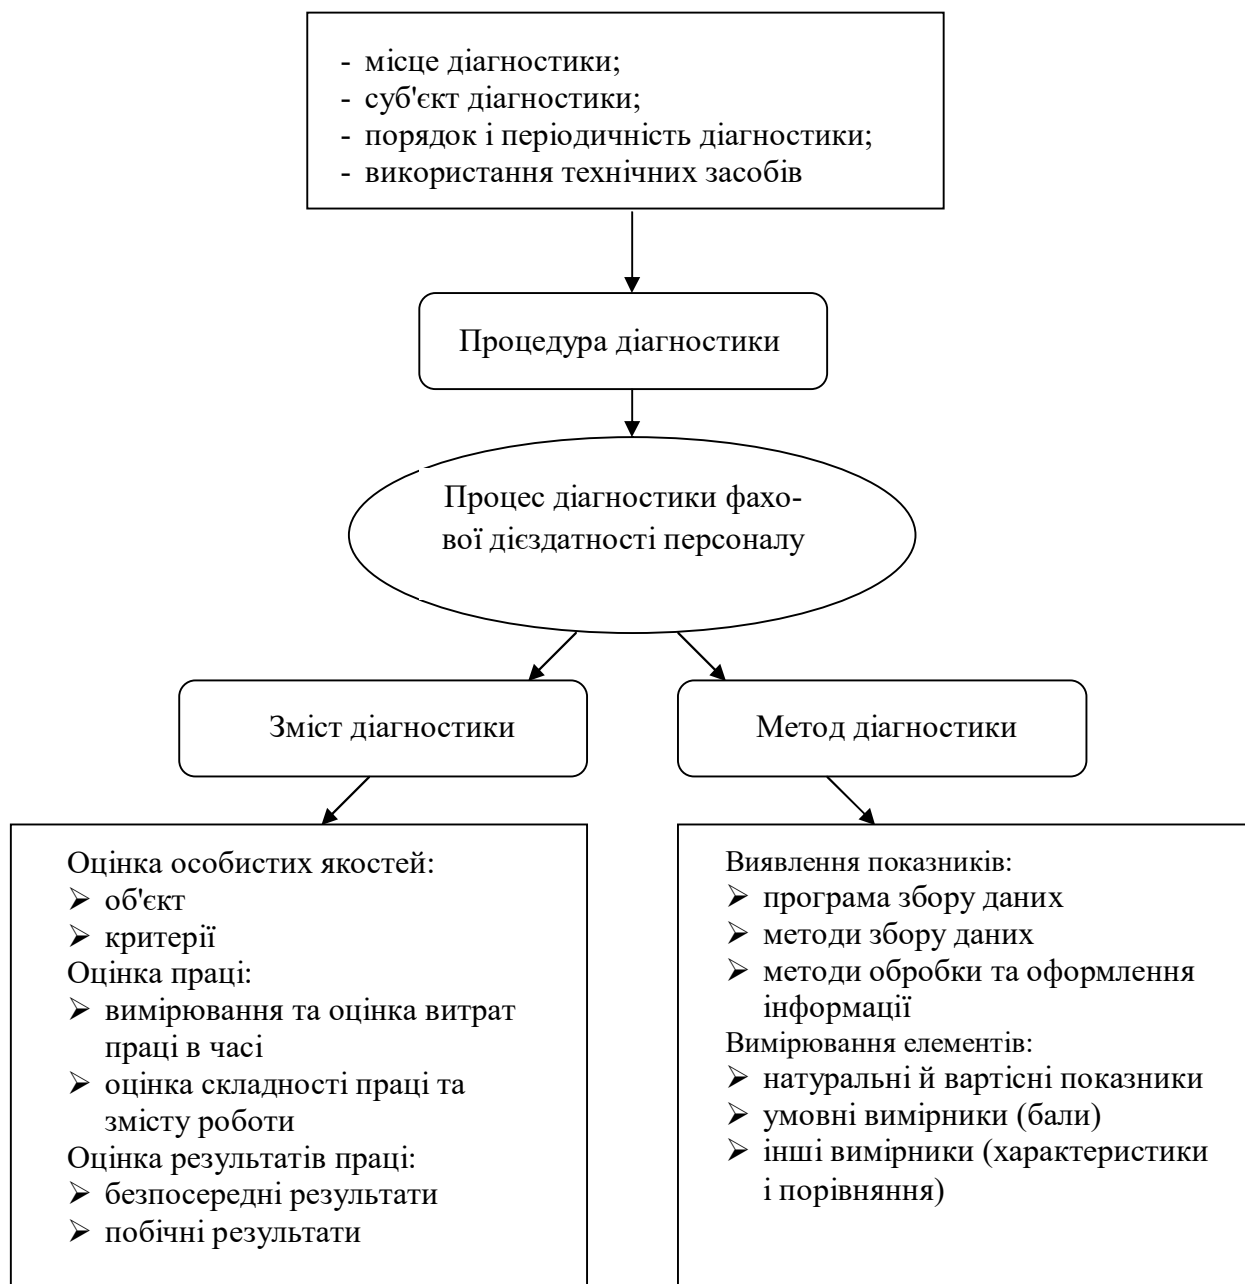 - місце діагностики;
- суб'єкт діагностики;
- порядок і періодичність діагностики;
- використання технічних засобів
Процедура діагностики
Процес діагностики фахо-
вої дієздатності персоналу
Зміст діагностики
Метод діагностики
Оцінка особистих якостей:
➢ об'єкт
➢ критерії
Оцінка праці:
➢ вимірювання та оцінка витрат
праці в часі
➢ оцінка складності праці та
змісту роботи
Оцінка результатів праці:
➢ безпосередні результати
➢ побічні результати
Виявлення показників:
➢ програма збору даних
➢ методи збору даних
➢ методи обробки та оформлення
інформації
Вимірювання елементів:
➢ натуральні й вартісні показники
➢ умовні вимірники (бали)
➢ інші вимірники (характеристики
і порівняння)